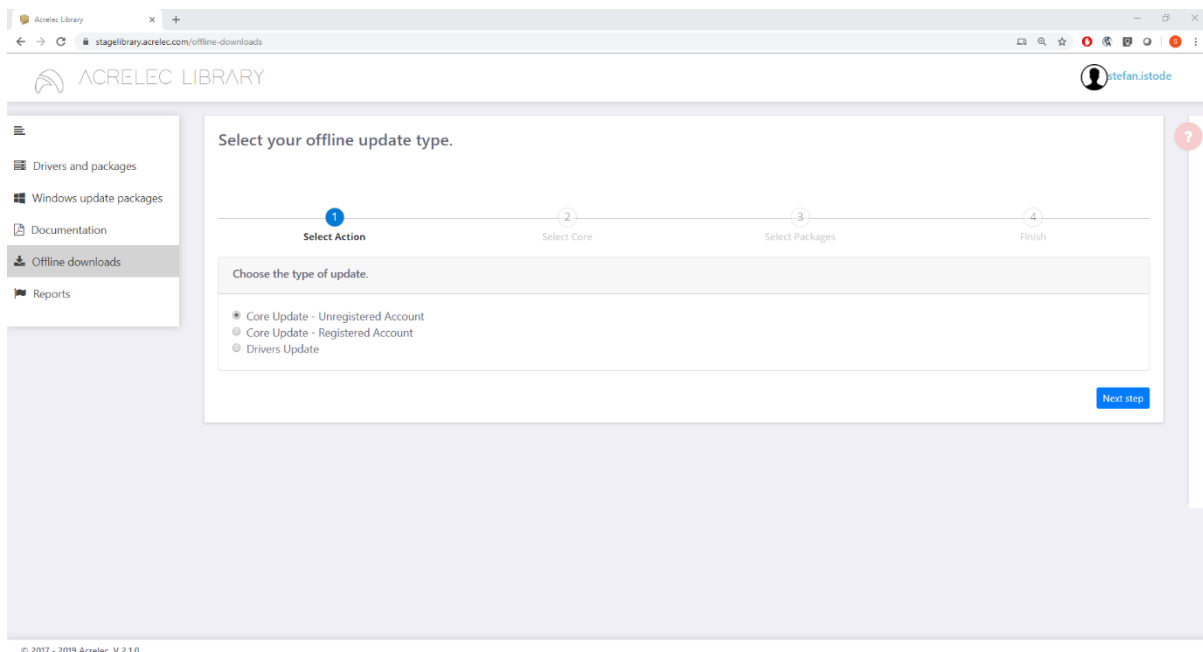 Acrelec Library
stagelibrary.acrelec.com/offline-downloads
S
ACRELEC LIBRARY
stefan.istode
Drivers and packages
Windows update packages
Documentation
Offline downloads
Reports
Select your offline update type.
?
1
2
3
4
Select Action
Select Core
Select Packages
Finish
Choose the type of update.
Core Update - Unregistered Account
Core Update - Registered Account
Drivers Update
Next step
© 2017 - 2019 Acrelec. V 2.1.0